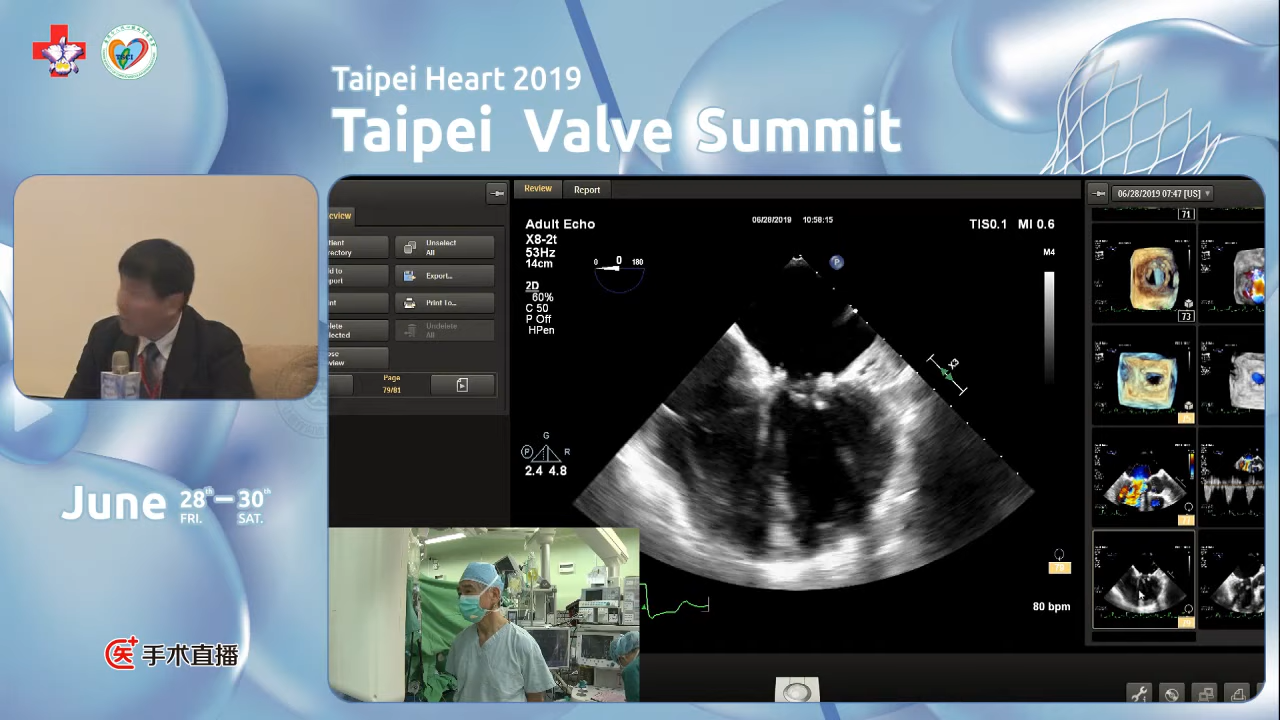 Taipei Heart 2019
Taipei Valve Summit
June 28th—30th
FRI. SAT.
手术直播
Review Report
Adult Echo
X8-2t
53Hz
14cm
2D
60%
C 50
P Off
HPen
06/28/2019 10:58:15
TIS0.1 MI 0.6
M4
0 0 180
P
X3
G
P R
2.4 4.8
80 bpm
Unselect
All
Export...
Print To...
Undelete
All
Page
79/81
06/28/2019 07:47 [US]
71
73